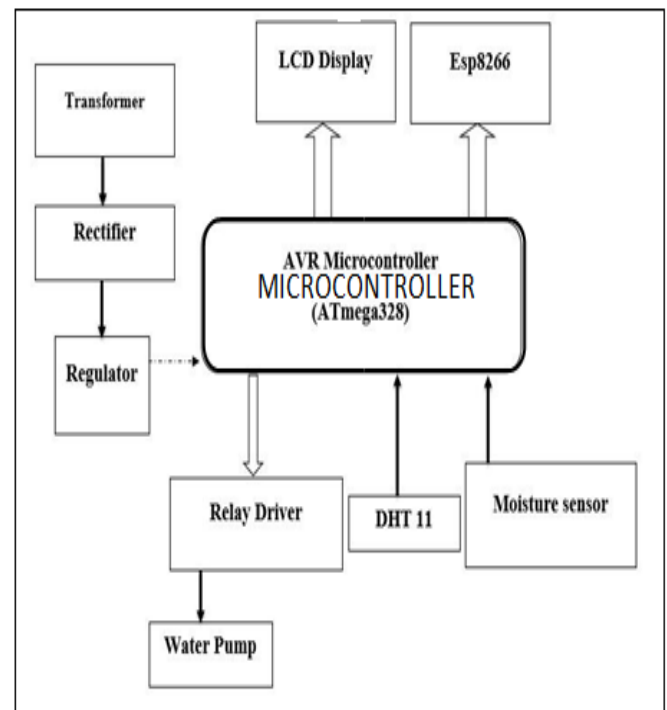 LCD Display
Esp8266
Transformer
Rectifier
AVR Microcontroller
MICROCONTROLLER
(ATmega328)
Regulator
Relay Driver
DHT 11
Moisture sensor
Water Pump